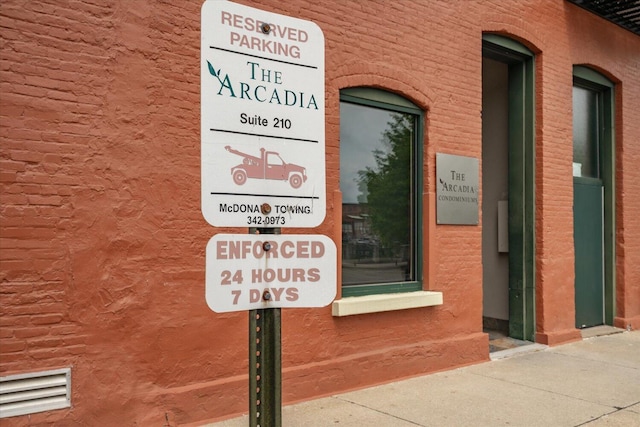 RESERVED
PARKING
THE
ARCADIA
Suite 210
McDONALD TOWING
342-0973
ENFORCED
24 HOURS
7 DAYS
THE
ARCADIA
CONDOMINIUMS